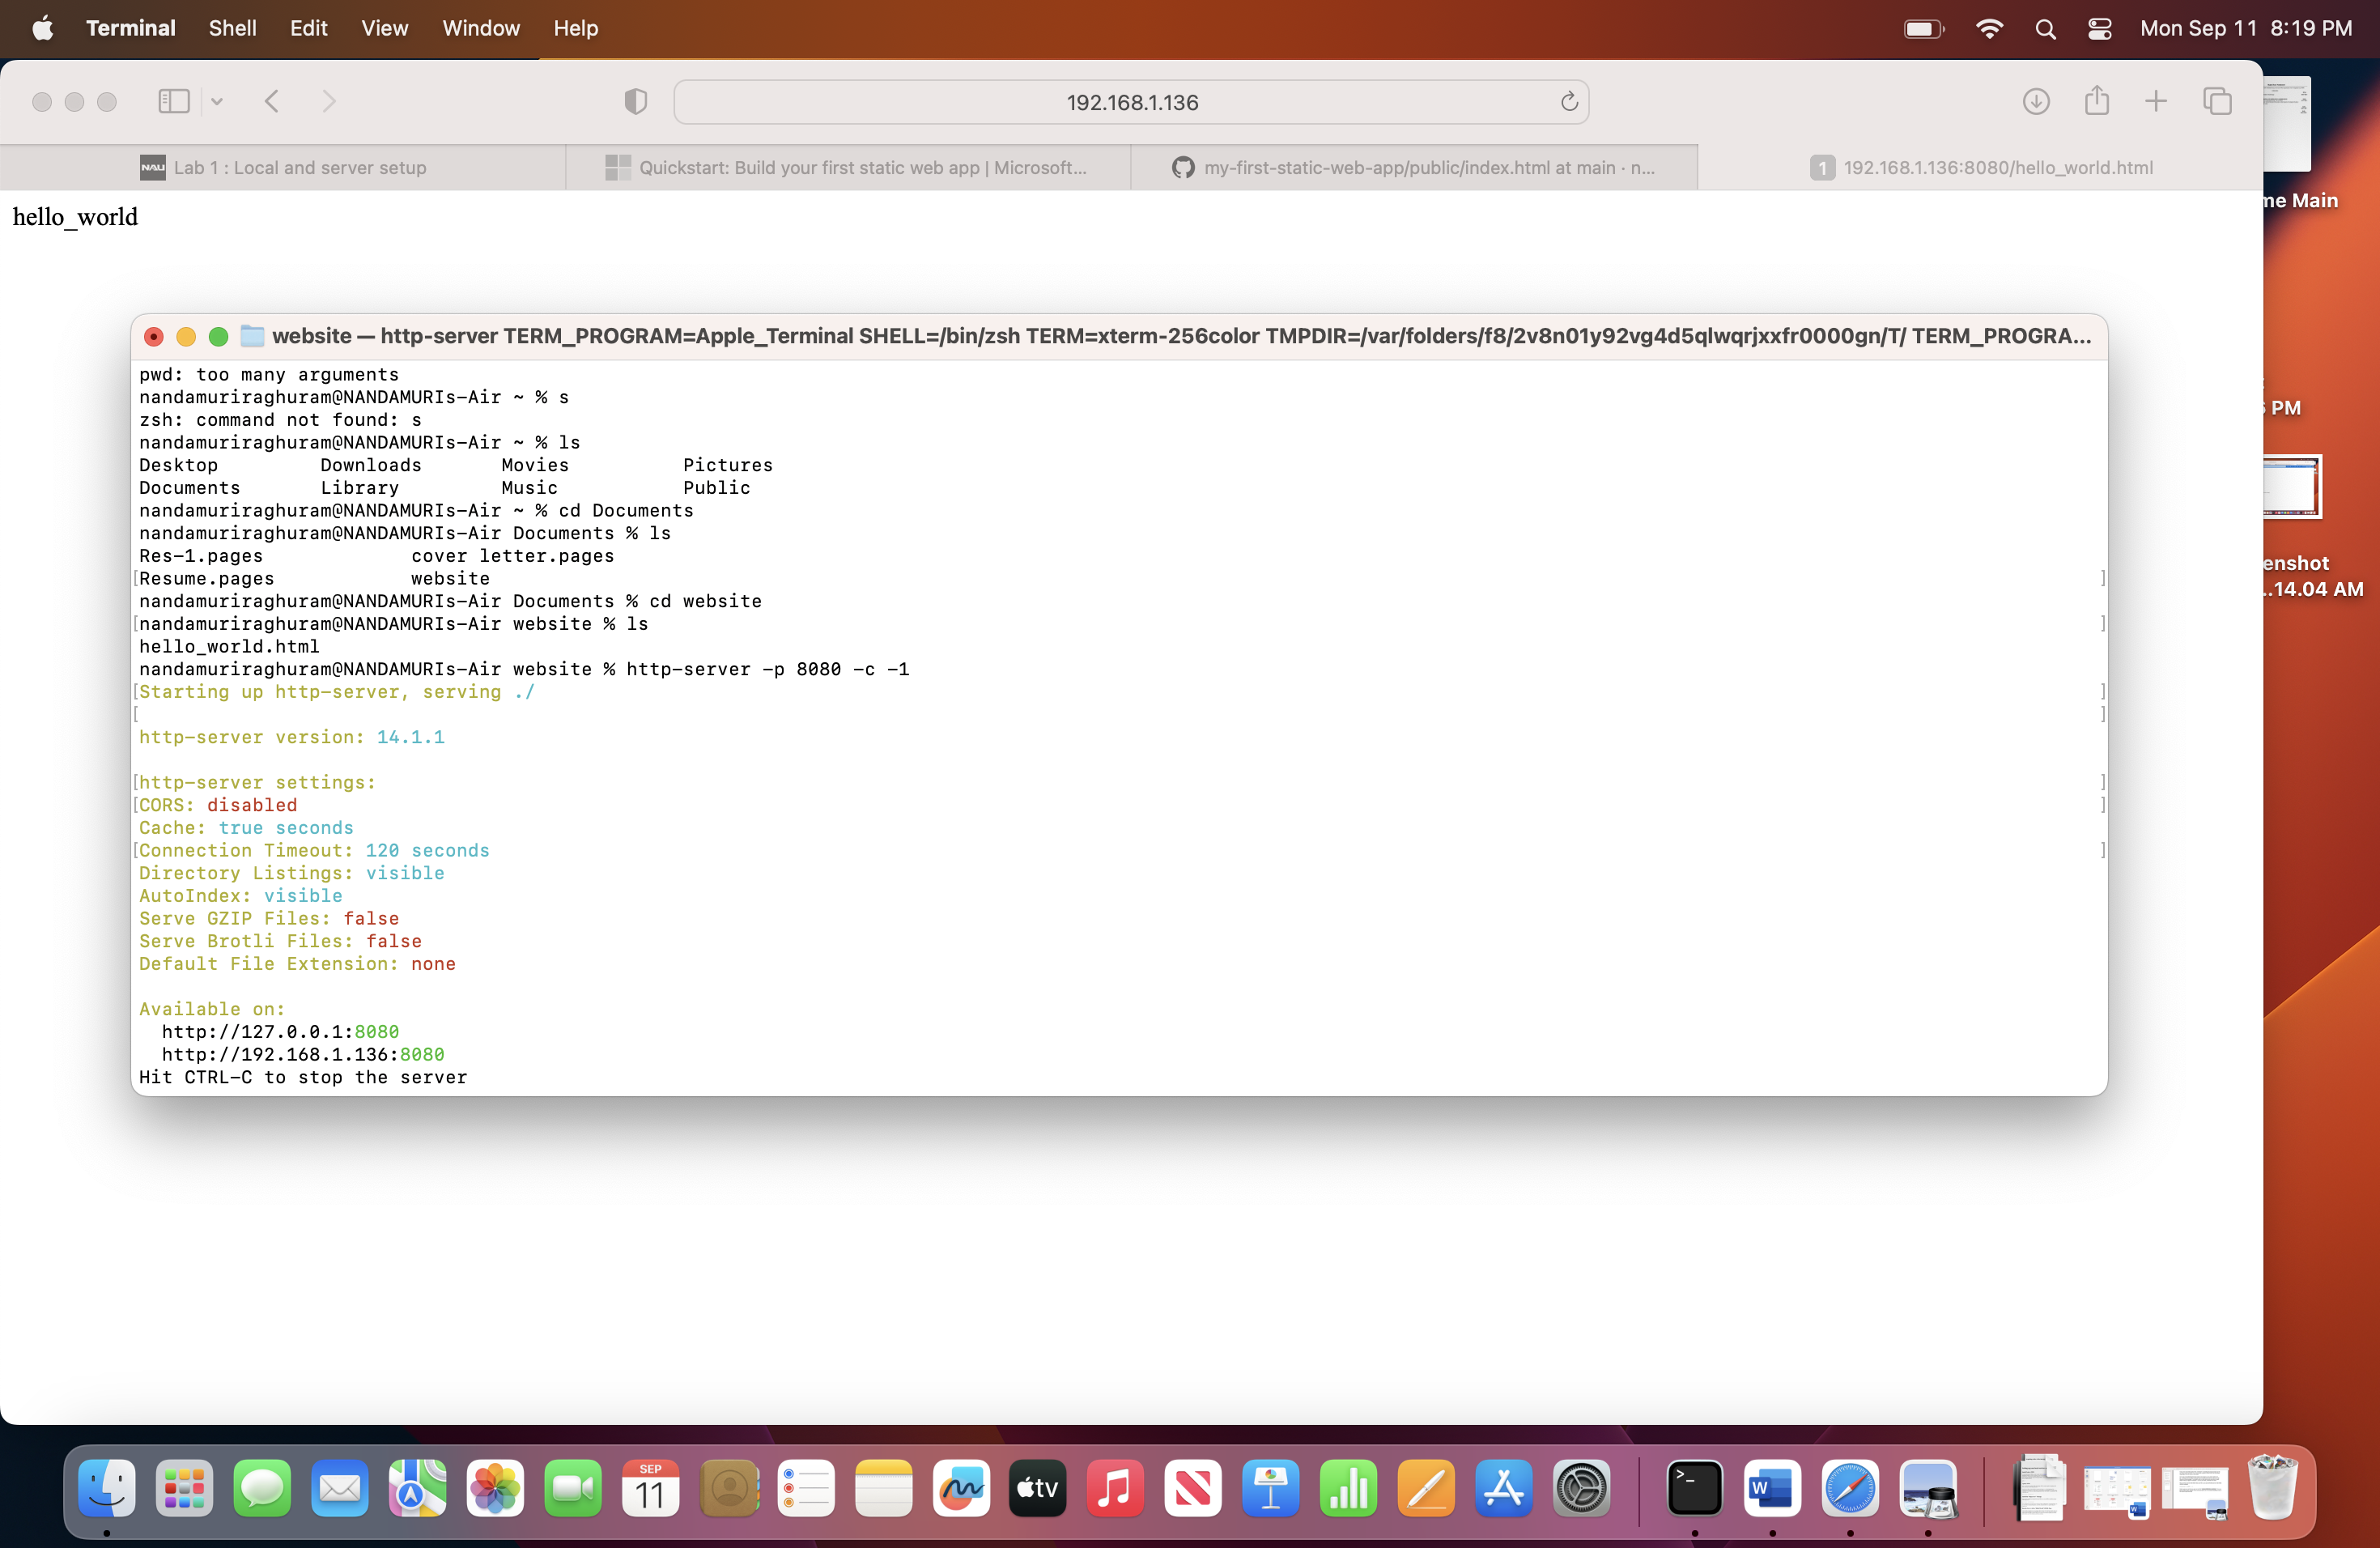 Terminal Shell Edit View Window Help Mon Sep 11 8:19 PM
192.168.1.136
NAU Lab 1 : Local and server setup
Quickstart: Build your first static web app | Microsoft...
my-first-static-web-app/public/index.html at main · n...
1 192.168.1.136:8080/hello_world.html
me Main
hello_world
PM
enshot
..14.04 AM
website — http-server TERM_PROGRAM=Apple_Terminal SHELL=/bin/zsh TERM=xterm-256color TMPDIR=/var/folders/f8/2v8n01y92vg4d5qlwqrjxxfr0000gn/T/ TERM_PROGRA...
pwd: too many arguments
nandamuriraghuram@NANDAMURIs-Air ~ % s
zsh: command not found: s
nandamuriraghuram@NANDAMURIs-Air ~ % ls
Desktop Downloads Movies Pictures
Documents Library Music Public
nandamuriraghuram@NANDAMURIs-Air ~ % cd Documents
nandamuriraghuram@NANDAMURIs-Air Documents % ls
Res-1.pages cover letter.pages
[Resume.pages website ]
nandamuriraghuram@NANDAMURIs-Air Documents % cd website
[nandamuriraghuram@NANDAMURIs-Air website % ls ]
hello_world.html
nandamuriraghuram@NANDAMURIs-Air website % http-server -p 8080 -c -1
[Starting up http-server, serving ./ ]
[ ]
http-server version: 14.1.1
[http-server settings: ]
[CORS: disabled ]
Cache: true seconds
[Connection Timeout: 120 seconds ]
Directory Listings: visible
AutoIndex: visible
Serve GZIP Files: false
Serve Brotli Files: false
Default File Extension: none
Available on:
http://127.0.0.1:8080
http://192.168.1.136:8080
Hit CTRL-C to stop the server
SEP
11
tv
>_
W